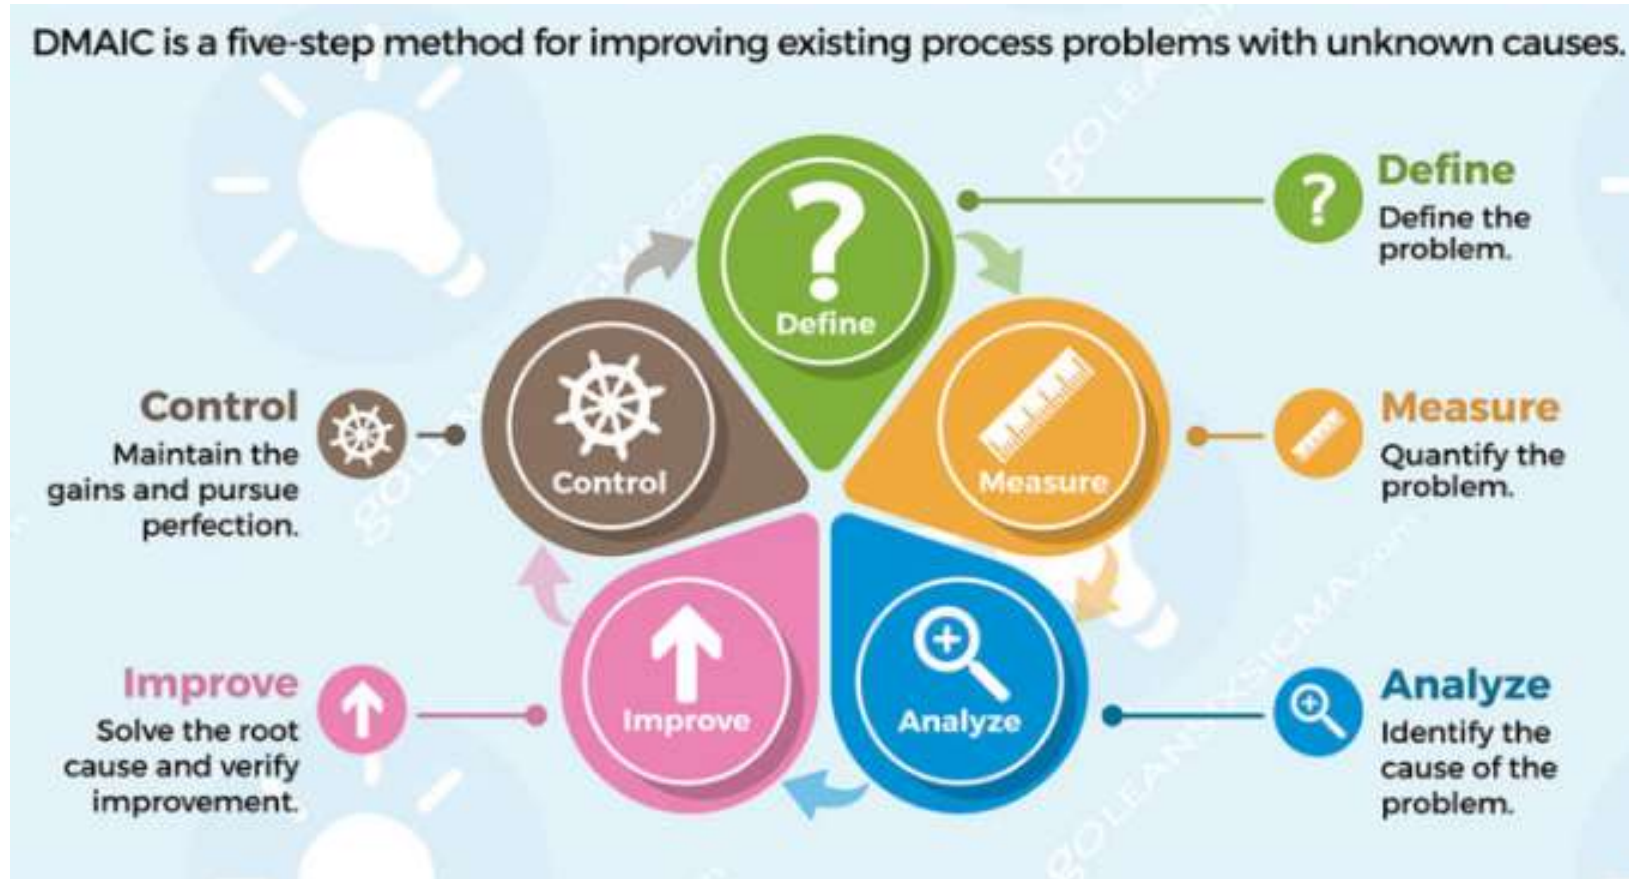 DMAIC is a five-step method for improving existing process problems with unknown causes.
Define
Define
Define the
problem.
Measure
Measure
Quantify the
problem.
Analyze
Analyze
Identify the
cause of the
problem.
Improve
Improve
Solve the root
cause and verify
improvement.
Control
Control
Maintain the
gains and pursue
perfection.
GOLEANSIXSIGMA.com